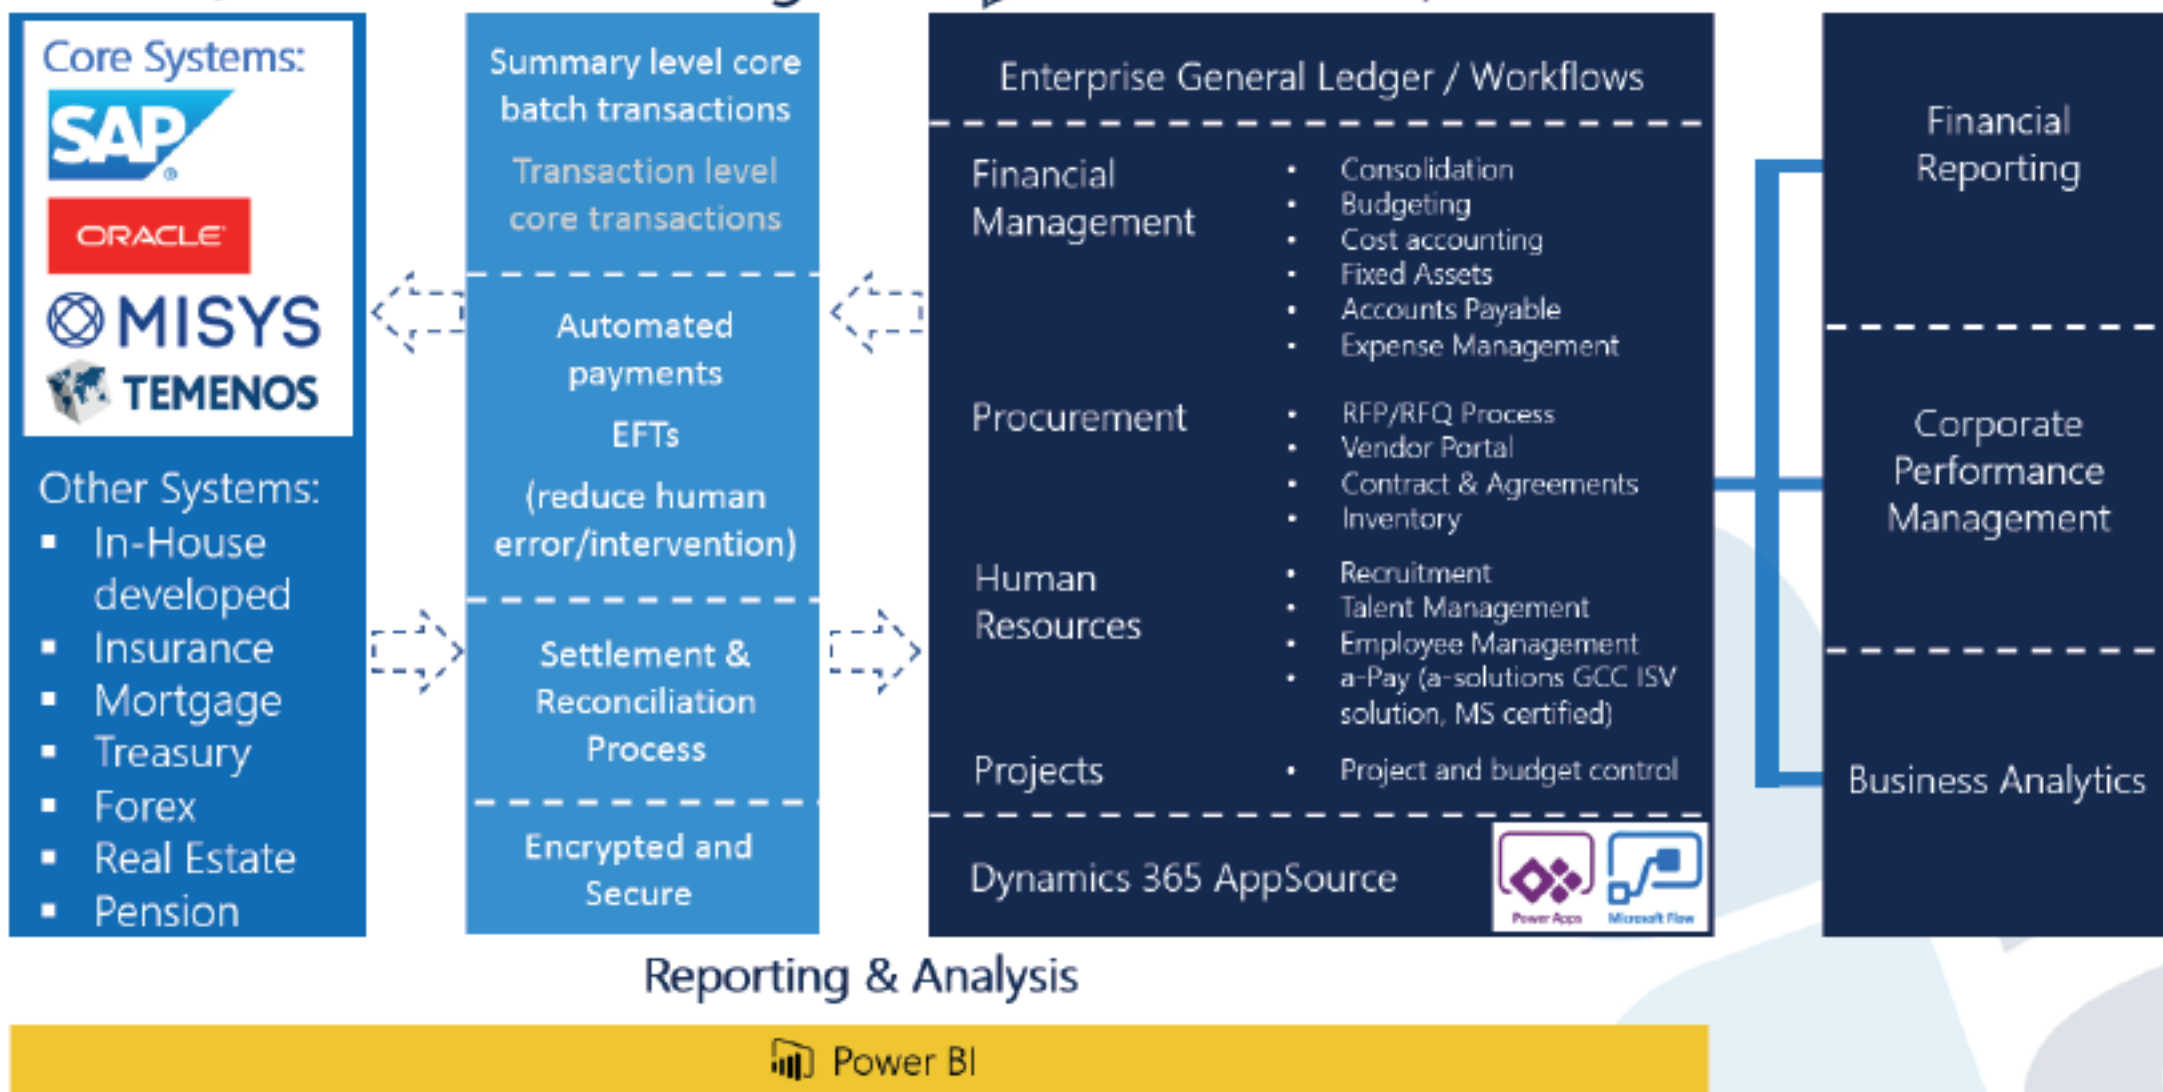 Core Systems:
SAP
®
ORACLE
MISYS
TEMENOS
Other Systems:
▪ In-House
developed
▪ Insurance
▪ Mortgage
▪ Treasury
▪ Forex
▪ Real Estate
▪ Pension
Summary level core
batch transactions
Transaction level
core transactions
Automated
payments
EFTs
(reduce human
error/intervention)
Settlement &
Reconciliation
Process
Encrypted and
Secure
Enterprise General Ledger / Workflows
Financial
Management
• Consolidation
• Budgeting
• Cost accounting
• Fixed Assets
• Accounts Payable
• Expense Management
Procurement
• RFP/RFQ Process
• Vendor Portal
• Contract & Agreements
• Inventory
Human
Resources
• Recruitment
• Talent Management
• Employee Management
• a-Pay (a-solutions GCC ISV
solution, MS certified)
Projects
• Project and budget control
Dynamics 365 AppSource
Power Apps
Microsoft Flow
Financial
Reporting
Corporate
Performance
Management
Business Analytics
Reporting & Analysis
Power BI